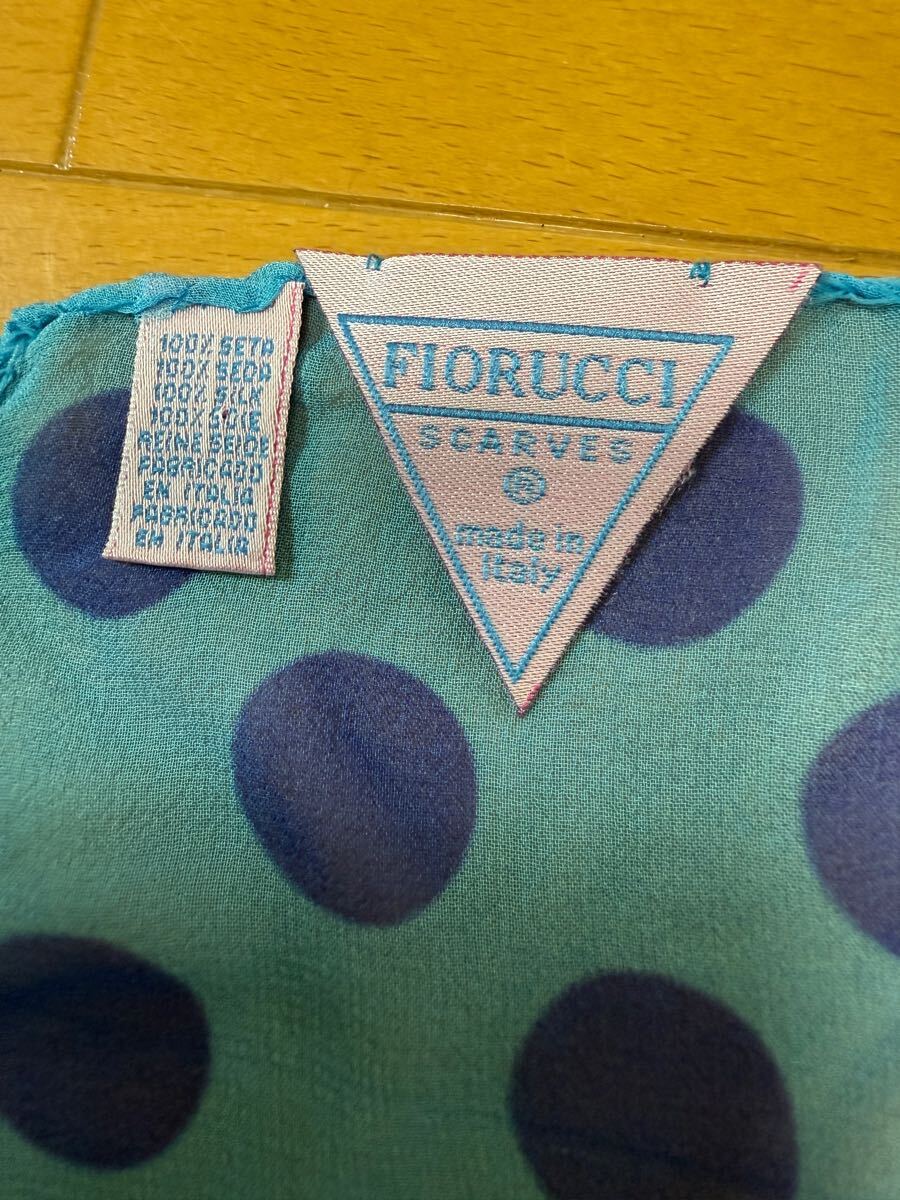 100% SETA
100% SEDA
100% SILK
100% SOIE
REINE SEIDE
FABRICADO
EN ITALIA
FABRICADO
EM ITALIA
FIORUCCI
SCARVES
®
made in
Italy